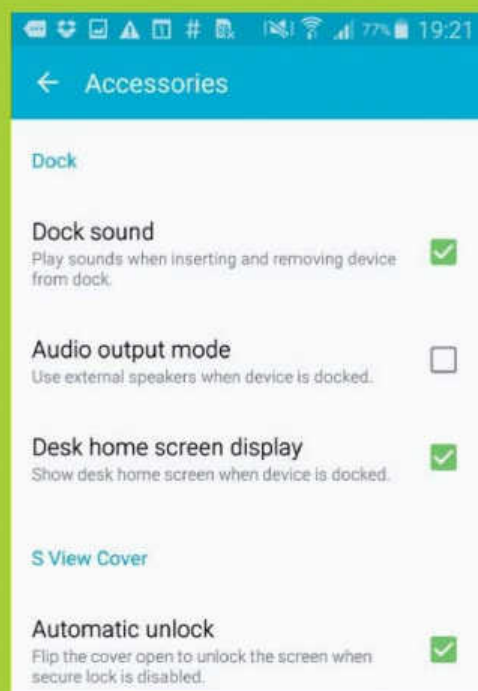 77% 19:21
Accessories
Dock
Dock sound
Play sounds when inserting and removing device
from dock.
Audio output mode
Use external speakers when device is docked.
Desk home screen display
Show desk home screen when device is docked.
S View Cover
Automatic unlock
Flip the cover open to unlock the screen when
secure lock is disabled.